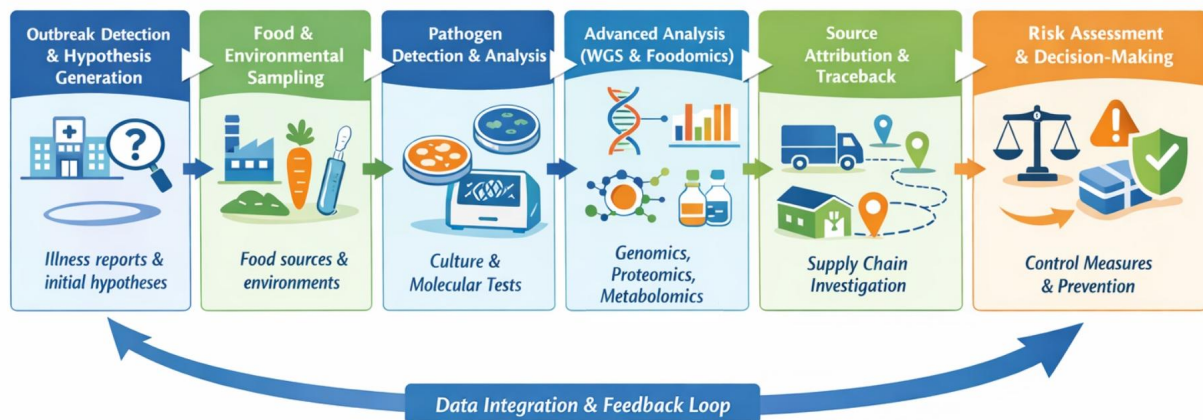 Outbreak Detection
& Hypothesis
Generation
Illness reports &
initial hypotheses
Food &
Environmental
Sampling
Food sources &
environments
Pathogen
Detection & Analysis
Culture &
Molecular Tests
Advanced Analysis
(WGS & Foodomics)
Genomics,
Proteomics,
Metabolomics
Source
Attribution &
Traceback
Supply Chain
Investigation
Risk Assessment
& Decision-Making
Control Measures
& Prevention
Data Integration & Feedback Loop